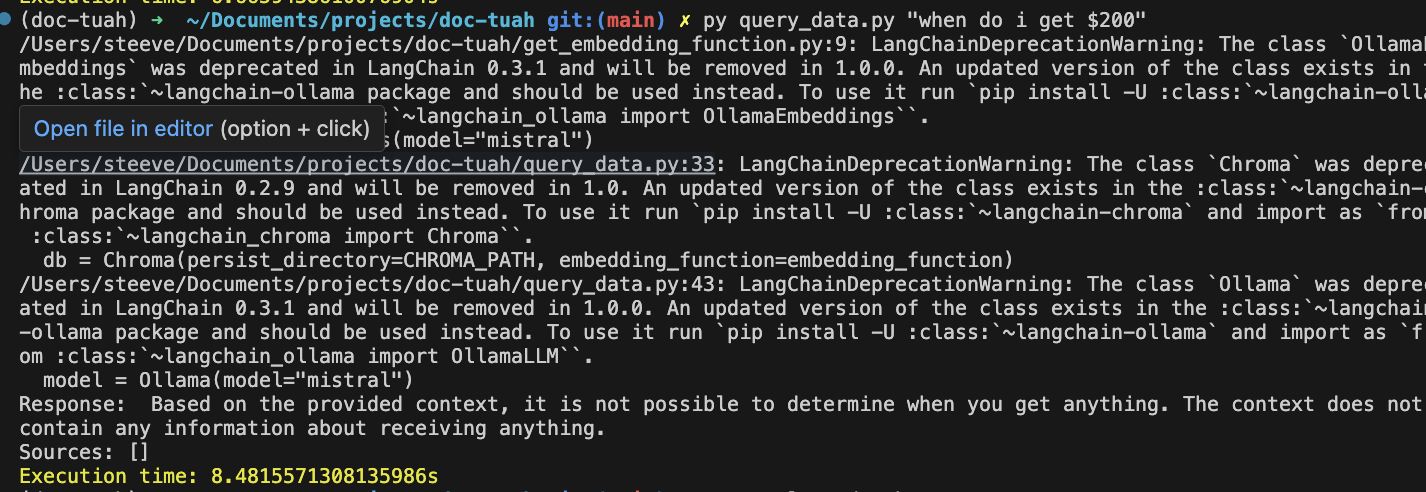 (doc-tuah) ➜ ~/Documents/projects/doc-tuah git:(main) ✗ py query_data.py "when do i get $200"
/Users/steeve/Documents/projects/doc-tuah/get_embedding_function.py:9: LangChainDeprecationWarning: The class `Ollama
mbeddings` was deprecated in LangChain 0.3.1 and will be removed in 1.0.0. An updated version of the class exists in
he :class:`~langchain-ollama package and should be used instead. To use it run `pip install -U :class:`~langchain-olla
:`~langchain_ollama import OllamaEmbeddings``.
Open file in editor (option + click)
s(model="mistral")
/Users/steeve/Documents/projects/doc-tuah/query_data.py:33: LangChainDeprecationWarning: The class `Chroma` was depre
ated in LangChain 0.2.9 and will be removed in 1.0. An updated version of the class exists in the :class:`~langchain-
hroma package and should be used instead. To use it run `pip install -U :class:`~langchain-chroma` and import as `from
:class:`~langchain_chroma import Chroma``.
db = Chroma(persist_directory=CHROMA_PATH, embedding_function=embedding_function)
/Users/steeve/Documents/projects/doc-tuah/query_data.py:43: LangChainDeprecationWarning: The class `Ollama` was depre
ated in LangChain 0.3.1 and will be removed in 1.0.0. An updated version of the class exists in the :class:`~langchain
-ollama package and should be used instead. To use it run `pip install -U :class:`~langchain-ollama` and import as `f
om :class:`~langchain_ollama import OllamaLLM``.
model = Ollama(model="mistral")
Response:  Based on the provided context, it is not possible to determine when you get anything. The context does not
contain any information about receiving anything.
Sources: []
Execution time: 8.481557130813598​6s